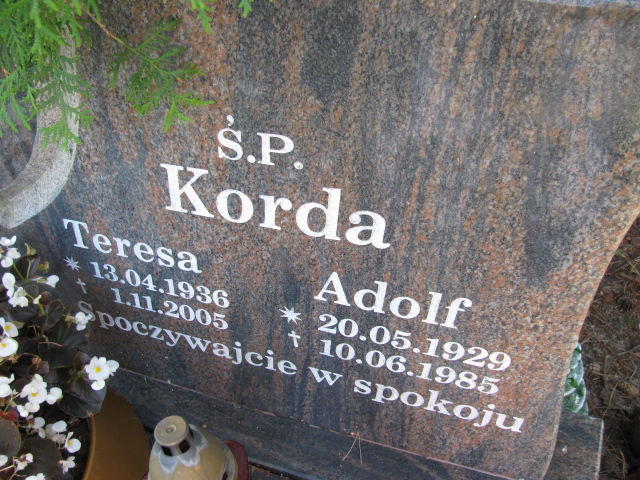 Ś.P.
Korda
Teresa
* 13.04.1936
† 1.11.2005
Adolf
* 20.05.1929
† 10.06.1985
Spoczywajcie w spokoju